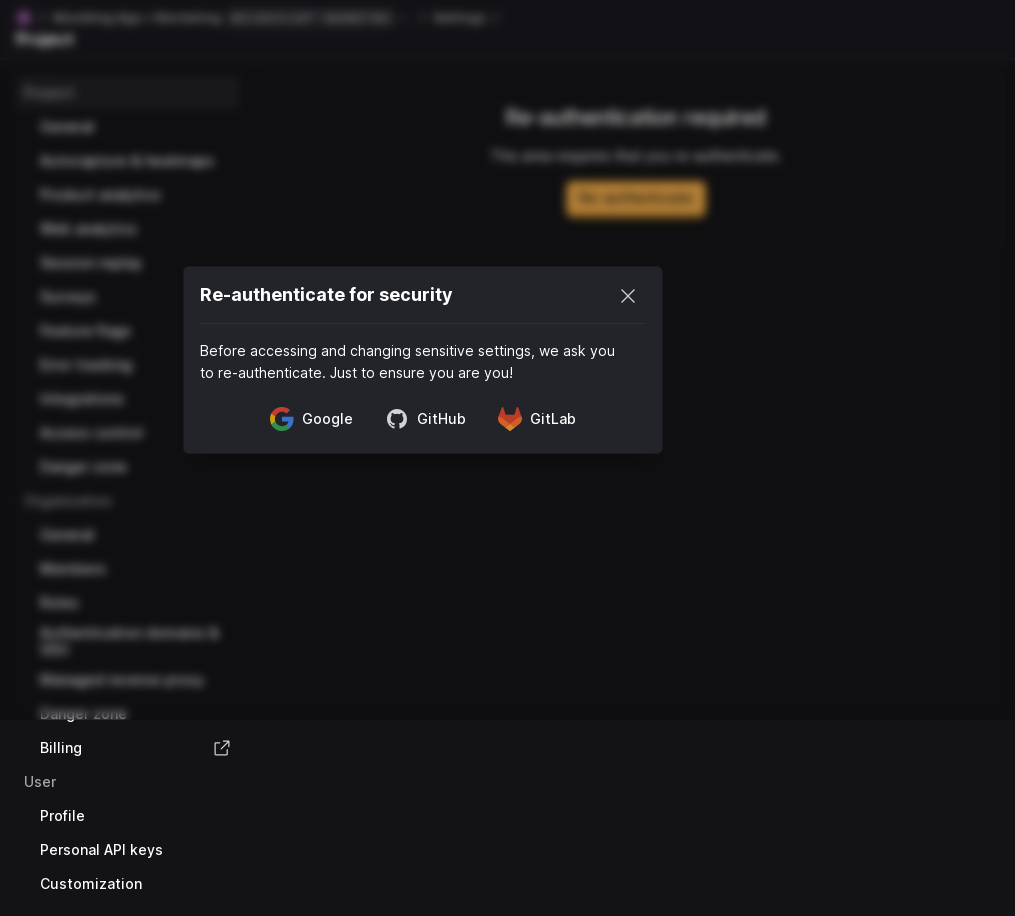 Project
Project
General
Autocapture & heatmaps
Product analytics
Web analytics
Session replay
Surveys
Feature flags
Error tracking
Integrations
Access control
Danger zone
Organization
General
Members
Roles
Authentication domains &
SSO
Managed reverse proxy
Danger zone
Billing
User
Profile
Personal API keys
Customization
Re-authentication required
This area requires that you re-authenticate.
Re-authenticate
Re-authenticate for security
Before accessing and changing sensitive settings, we ask you
to re-authenticate. Just to ensure you are you!
Google
GitHub
GitLab